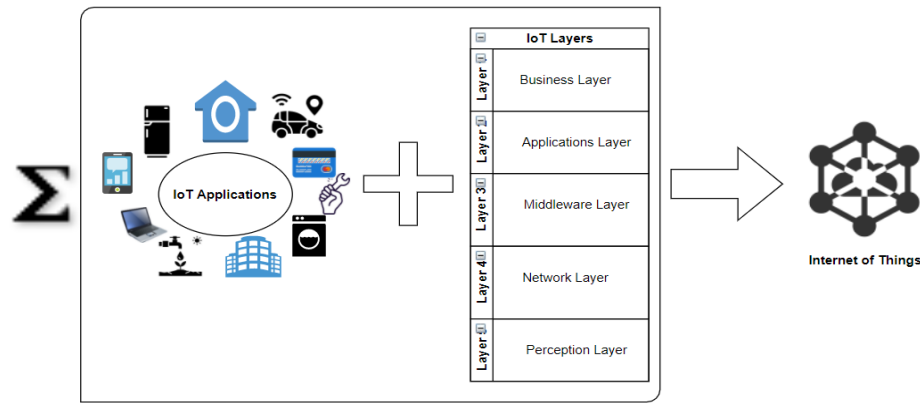 IoT Layers
Layer
Business Layer
Layer
Applications Layer
Σ
IoT Applications
Layer 3
Middleware Layer
Layer 4
Network Layer
Layer
Perception Layer
Internet of Things